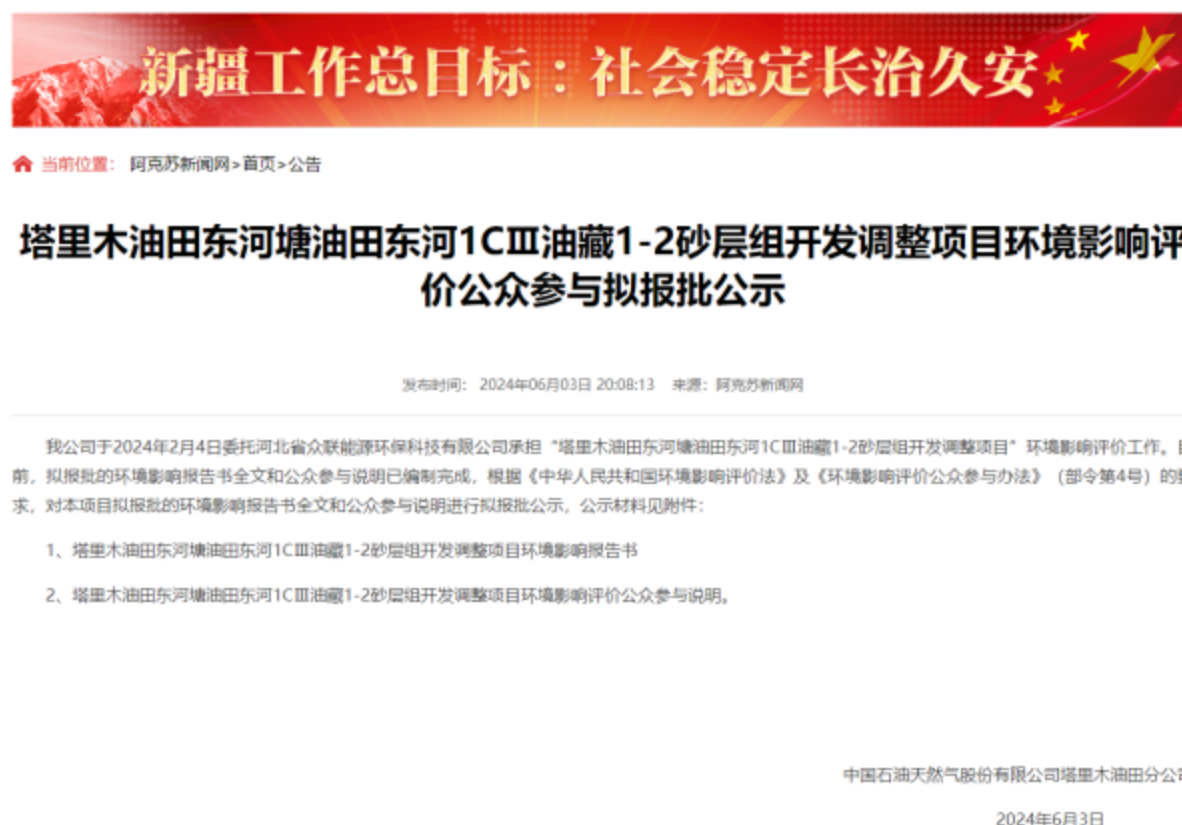 新疆工作总目标：社会稳定长治久安
当前位置： 阿克苏新闻网>首页>公告
塔里木油田东河塘油田东河1CⅢ油藏1-2砂层组开发调整项目环境影响评
价公众参与拟报批公示
发布时间： 2024年06月03日 20:08:13 来源：阿克苏新闻网
我公司于2024年2月4日委托河北省众联能源环保科技有限公司承担“塔里木油田东河塘油田东河1CⅢ油藏1-2砂层组开发调整项目”环境影响评价工作。
前，拟报批的环境影响报告书全文和公众参与说明已编制完成，根据《中华人民共和国环境影响评价法》及《环境影响评价公众参与办法》（部令第4号）的
求，对本项目拟报批的环境影响报告书全文和公众参与说明进行拟报批公示，公示材料见附件：
1、塔里木油田东河塘油田东河1CⅢ油藏1-2砂层组开发调整项目环境影响报告书
2、塔里木油田东河塘油田东河1CⅢ油藏1-2砂层组开发调整项目环境影响评价公众参与说明。
中国石油天然气股份有限公司塔里木油田分公
2024年6月3日